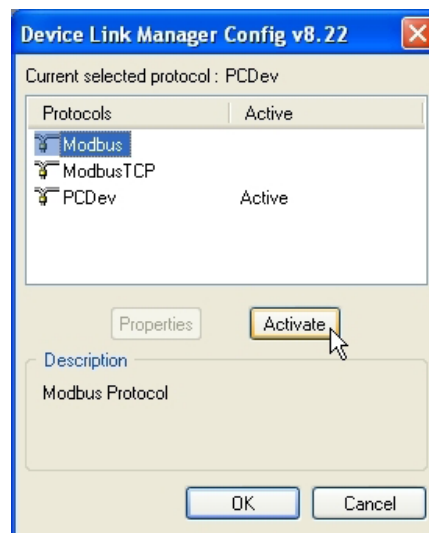 Device Link Manager Config v8.22
Current selected protocol : PCDev
Protocols Active
Modbus
ModbusTCP
PCDev Active
Properties Activate
Description
Modbus Protocol
OK Cancel